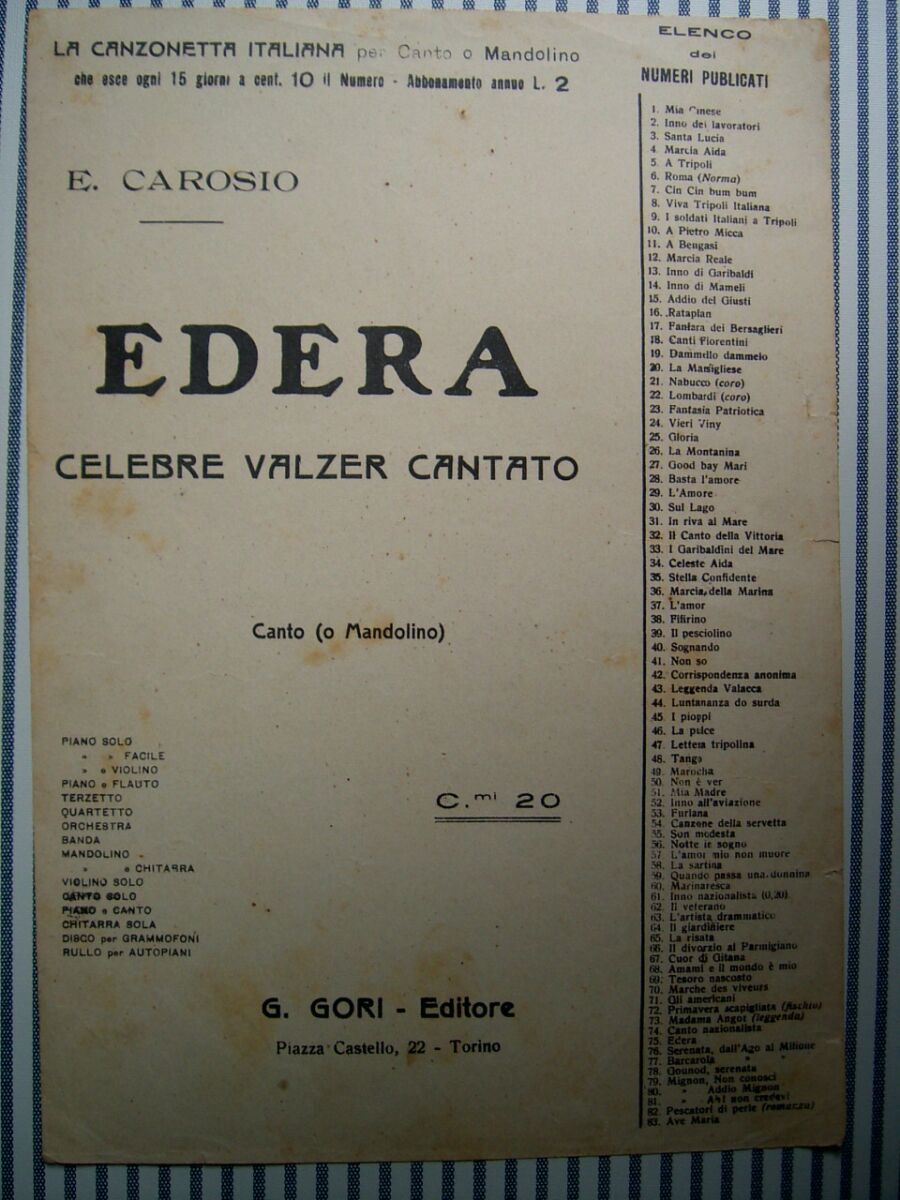 LA CANZONETTA ITALIANA per Canto o Mandolino
che esce ogni 15 giorni a cent. 10 il Numero - Abbonamento annuo L. 2
E. CAROSIO
EDERA
CELEBRE VALZER CANTATO
Canto (o Mandolino)
PIANO SOLO
» » FACILE
» e VIOLINO
PIANO e FLAUTO
TERZETTO
QUARTETTO
ORCHESTRA
BANDA
MANDOLINO
» e CHITARRA
VIOLINO SOLO
CANTO SOLO
PIANO e CANTO
CHITARRA SOLA
DISCO per GRAMMOFONI
RULLO per AUTOPIANI
C.mi 20
G. GORI - Editore
Piazza Castello, 22 - Torino
ELENCO
dei
NUMERI PUBLICATI
1. Mia Cinese
2. Inno dei lavoratori
3. Santa Lucia
4. Marcia Aida
5. A Tripoli
6. Roma (Norma)
7. Cin Cin bum bum
8. Viva Tripoli Italiana
9. I soldati Italiani a Tripoli
10. A Pietro Micca
11. A Bengasi
12. Marcia Reale
13. Inno di Garibaldi
14. Inno di Mameli
15. Addio del Giusti
16. Rataplan
17. Fanfara dei Bersaglieri
18. Canti Fiorentini
19. Dammello dammelo
20. La Marsigliese
21. Nabucco (coro)
22. Lombardi (coro)
23. Fantasia Patriotica
24. Vieri Viny
25. Gloria
26. La Montanina
27. Good bay Mari
28. Basta l'amore
29. L'Amore
30. Sul Lago
31. In riva al Mare
32. Il Canto della Vittoria
33. I Garibaldini del Mare
34. Celeste Aida
35. Stella Confidente
36. Marcia della Marina
37. L'amor
38. Fifirino
39. Il pesciolino
40. Sognando
41. Non so
42. Corrispondenza anonima
43. Leggenda Valacca
44. Luntananza do surda
45. I pioppi
46. La pulce
47. Lettera tripolina
48. Tango
49. Marocha
50. Non è ver
51. Mia Madre
52. Inno all'aviazione
53. Furlana
54. Canzone della servetta
55. Son modesta
56. Notte di sogno
57. L'amor mio non muore
58. La sartina
59. Quando passa una donnina
60. Marinaresca
61. Inno nazionalista (0,20)
62. Il veterano
63. L'artista drammatico
64. Il giardiniere
65. La risata
66. Il divorzio al Parmigiano
67. Cuor di Gitana
68. Amami e il mondo è mio
69. Tesoro nascosto
70. Marche des viveurs
71. Gli americani
72. Primavera scapigliata (fischio)
73. Madama Angot (leggenda)
74. Canto nazionalista
75. Edera
76. Serenata, dall'Ago al Milione
77. Barcarola » »
78. Gounod, serenata
79. Mignon, Non conosci
80. » Addio Mignon
81. » Ah! non credevi
82. Pescatori di perle (romanza)
83. Ave Maria